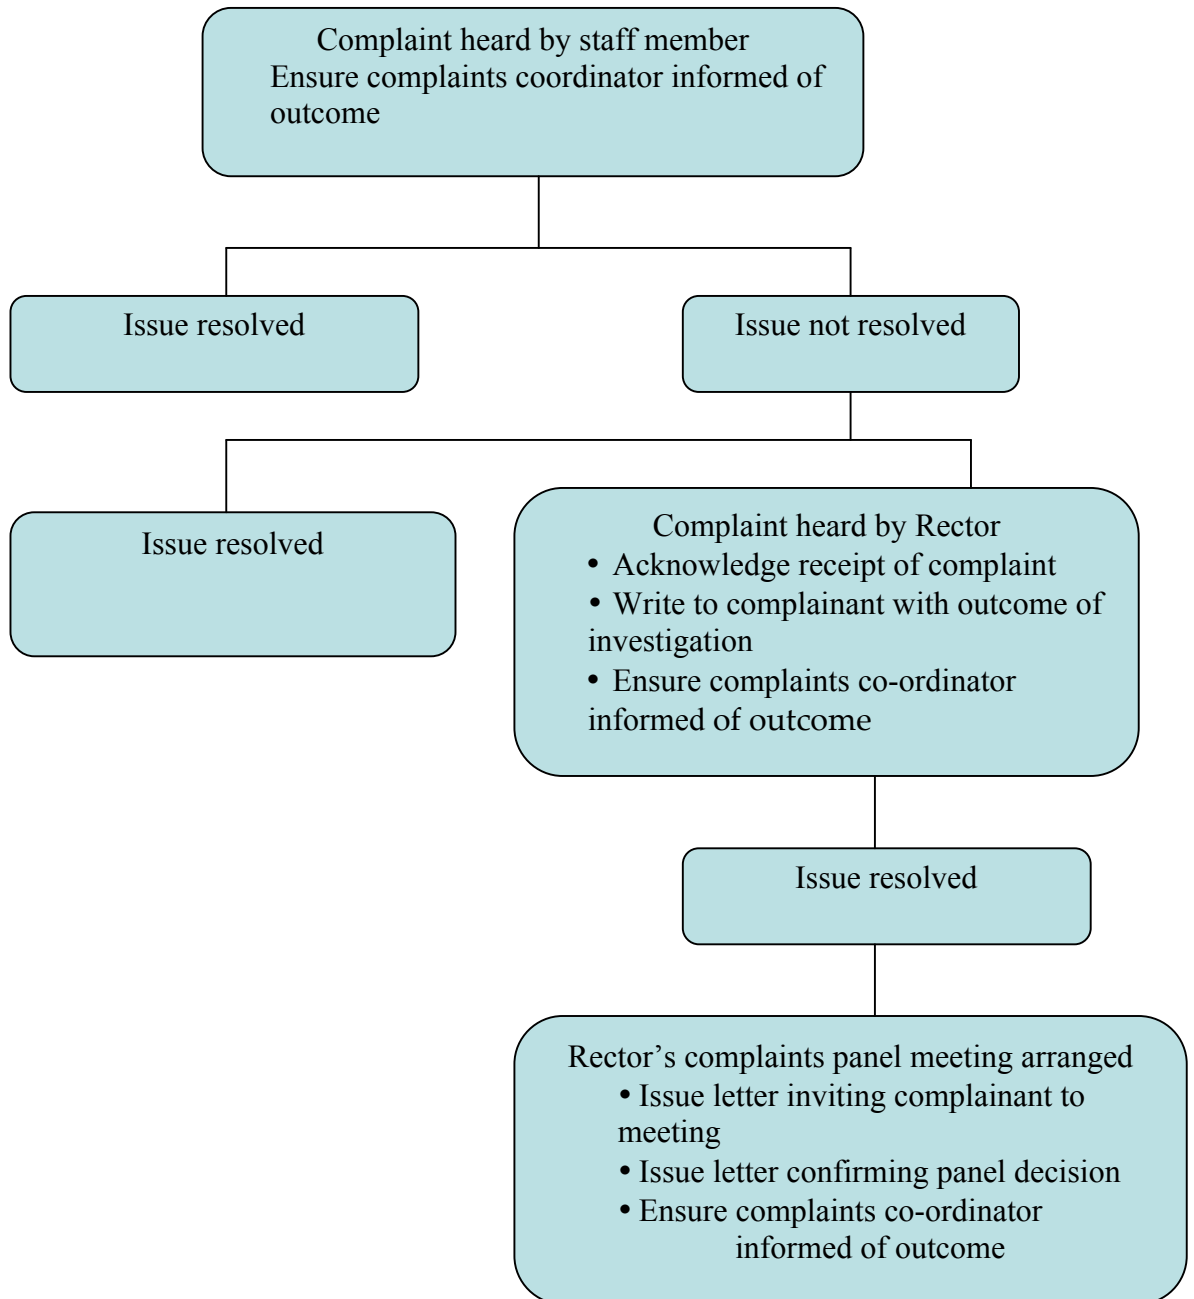 Complaint heard by staff member
Ensure complaints coordinator informed of
outcome
Issue resolved
Issue not resolved
Issue resolved
Complaint heard by Rector
• Acknowledge receipt of complaint
• Write to complainant with outcome of
investigation
• Ensure complaints co-ordinator
informed of outcome
Issue resolved
Rector’s complaints panel meeting arranged
• Issue letter inviting complainant to
meeting
• Issue letter confirming panel decision
• Ensure complaints co-ordinator
informed of outcome